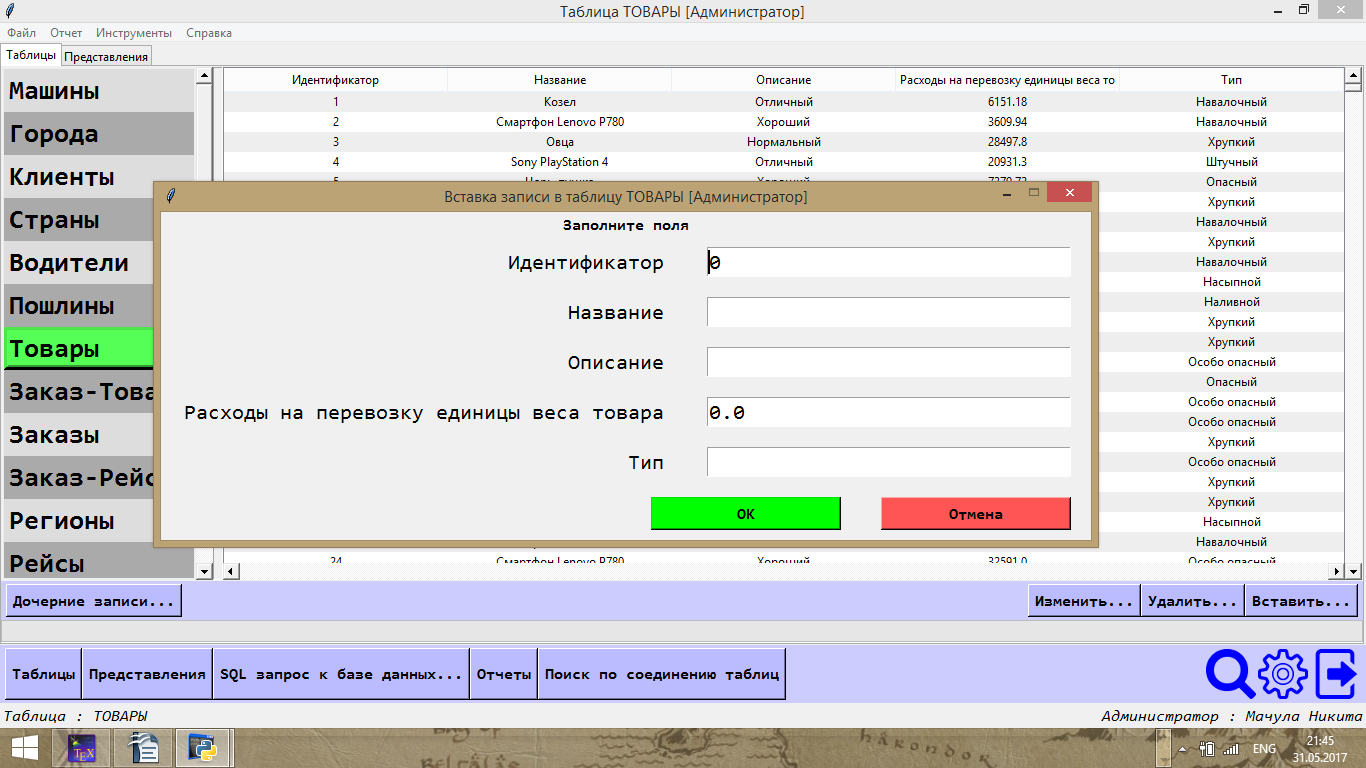 Таблица ТОВАРЫ [Администратор]
Файл Отчет Инструменты Справка
Таблицы Представления
Идентификатор Название Описание Расходы на перевозку единицы веса то Тип
Машины
Города
Клиенты
Страны
Водители
Пошлины
Товары
Заказ-Това
Заказы
Заказ-Рейс
Регионы
Рейсы
1 Козел Отличный 6151.18 Навалочный
2 Смартфон Lenovo P780 Хороший 3609.94 Навалочный
3 Овца Нормальный 28497.8 Хрупкий
4 Sony PlayStation 4 Отличный 20931.3 Штучный
Опасный
Хрупкий
Навалочный
Хрупкий
Навалочный
Насыпной
Наливной
Хрупкий
Хрупкий
Особо опасный
Опасный
Особо опасный
Особо опасный
Хрупкий
Особо опасный
Хрупкий
Хрупкий
Насыпной
Навалочный
24 Смартфон Lenovo P780 Хороший 32591.0 Особо опасный
Вставка записи в таблицу ТОВАРЫ [Администратор]
Заполните поля
Идентификатор 0
Название
Описание
Расходы на перевозку единицы веса товара 0.0
Тип
OK Отмена
Дочерние записи... Изменить... Удалить... Вставить...
Таблицы Представления SQL запрос к базе данных... Отчеты Поиск по соединению таблиц
Таблица : ТОВАРЫ Администратор : Мачула Никита
TEX
ENG 21:45
31.05.2017